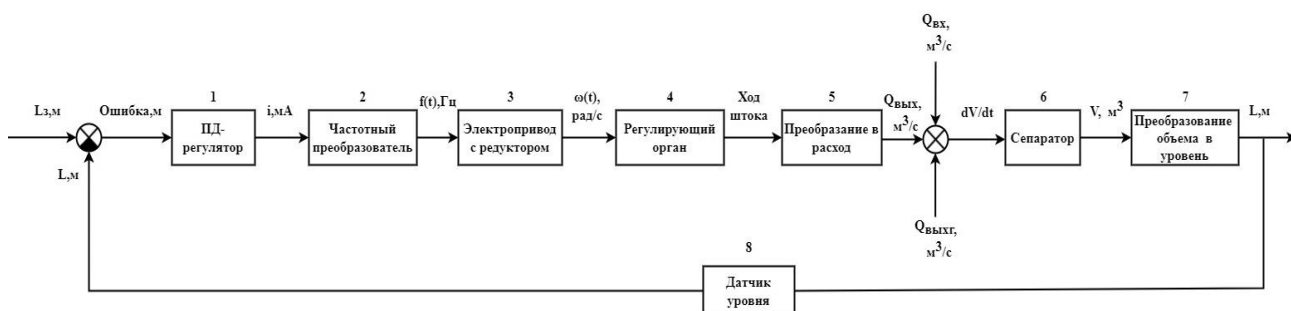 Lз,м
Ошибка,м
L,м
1
ПД-
регулятор
i,мА
2
Частотный
преобразователь
f(t),Гц
3
Электропривод
с редуктором
ω(t),
рад/с
4
Регулирующий
орган
Ход
штока
5
Преобразание в
расход
Qвых,
м³/с
Qвх,
м³/с
Qвыхг,
м³/с
dV/dt
6
Сепаратор
V, м³
7
Преобразование
объема в
уровень
L,м
8
Датчик
уровня